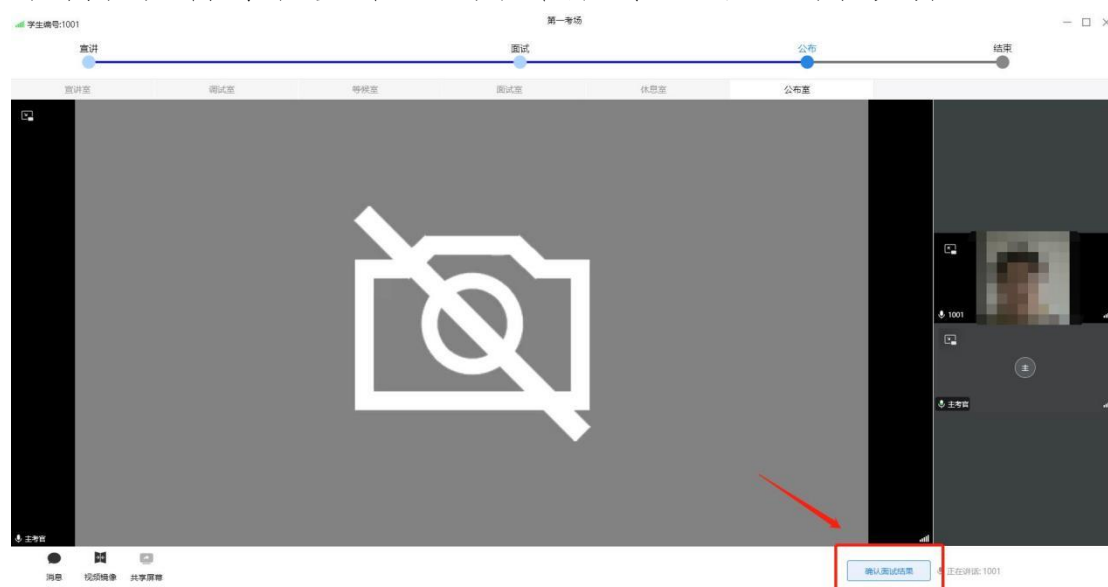 学生编号:1001
第一考场
宣讲 面试 公布 结束
宣讲室 调试室 等候室 面试室 休息室 公布室
1001
主
主考官
主考官
消息 视频镜像 共享屏幕
确认面试结果
正在讲话: 1001